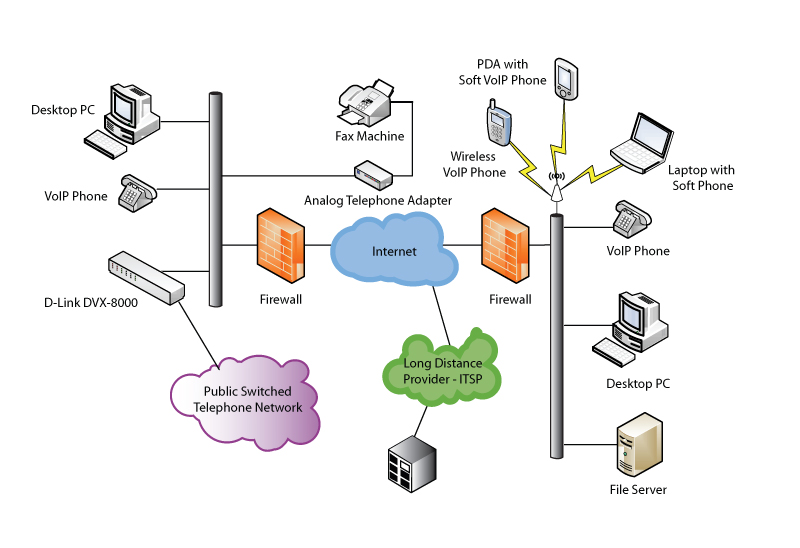 PDA with
Soft VoIP Phone
Desktop PC
Fax Machine
Wireless
VoIP Phone
Laptop with
Soft Phone
VoIP Phone
Analog Telephone Adapter
VoIP Phone
Internet
Firewall
Firewall
D-Link DVX-8000
Long Distance
Provider - ITSP
Public Switched
Telephone Network
Desktop PC
File Server